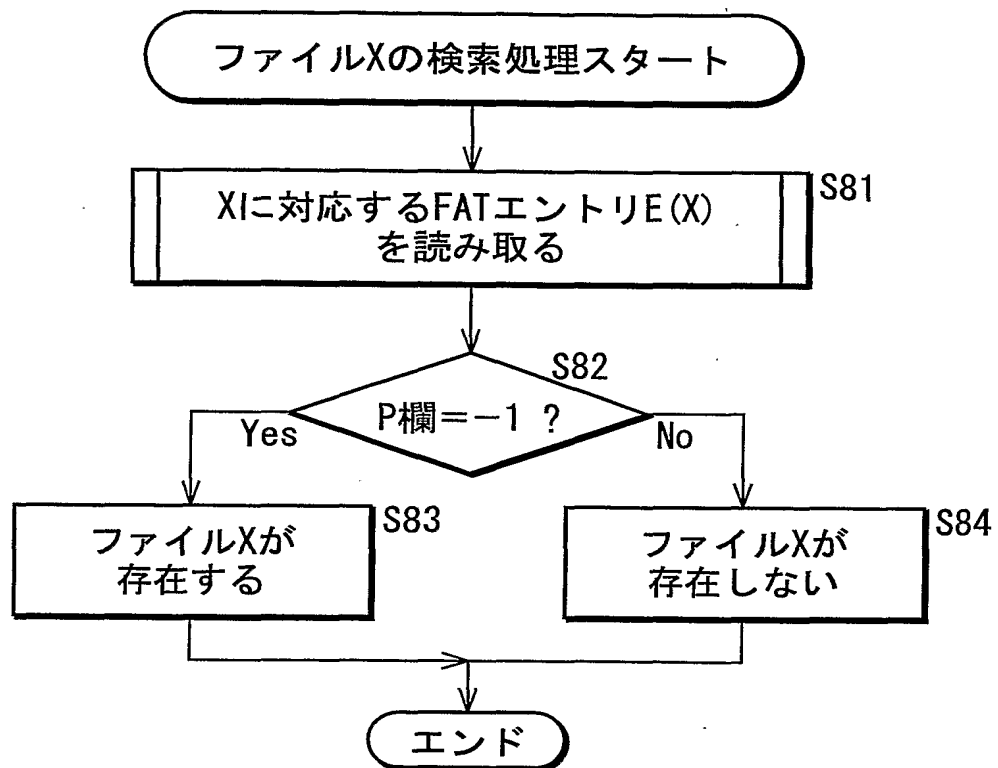 ファイルXの検索処理スタート
Xに対応するFATエントリE(X)
を読み取る
S81
S82
P欄=-1 ?
Yes
No
ファイルXが
存在する
S83
ファイルXが
存在しない
S84
エンド